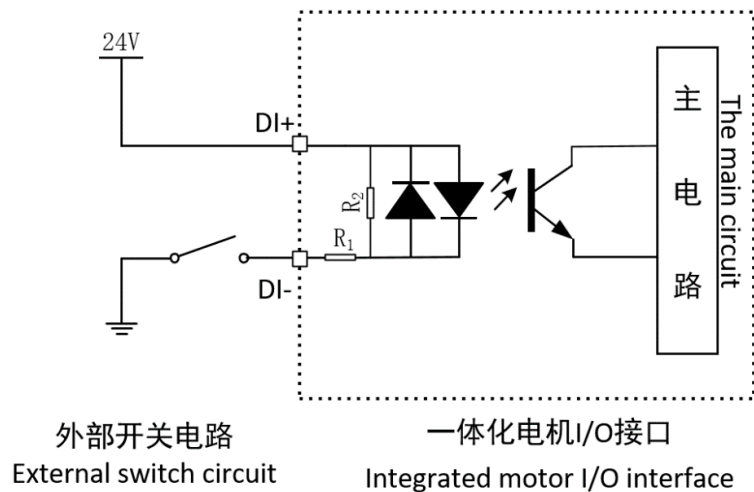 24V
DI+
R2
R1
DI-
主电路
The main circuit
外部开关电路
External switch circuit
一体化电机I/O接口
Integrated motor I/O interface